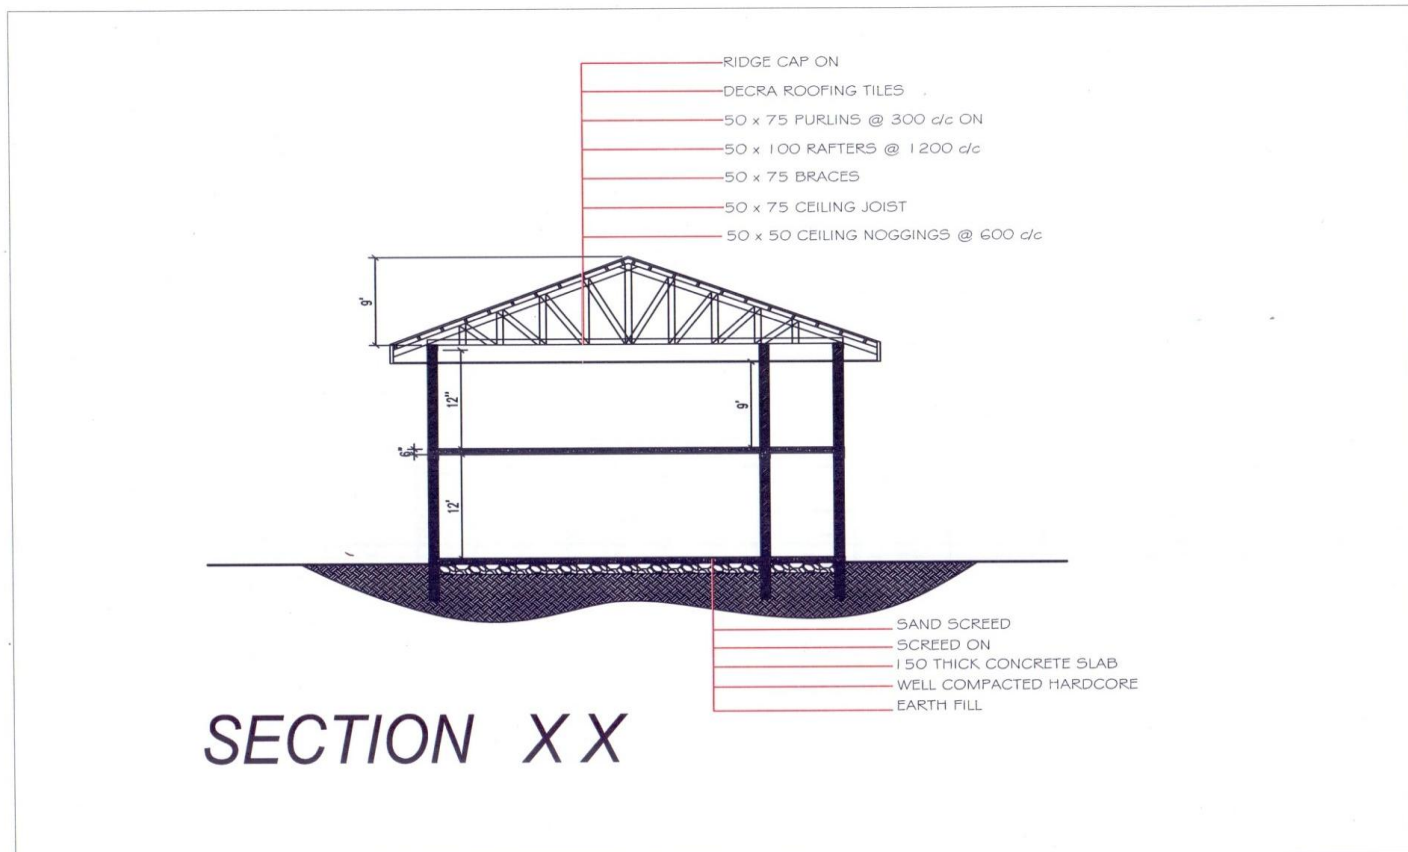 RIDGE CAP ON
DECRA ROOFING TILES
50 x 75 PURLINS @ 300 c/c ON
50 x 100 RAFTERS @ 1200 c/c
50 x 75 BRACES
50 x 75 CEILING JOIST
50 x 50 CEILING NOGGINGS @ 600 c/c
9'
12"
9'
6"
12'
SAND SCREED
SCREED ON
150 THICK CONCRETE SLAB
WELL COMPACTED HARDCORE
EARTH FILL
SECTION XX